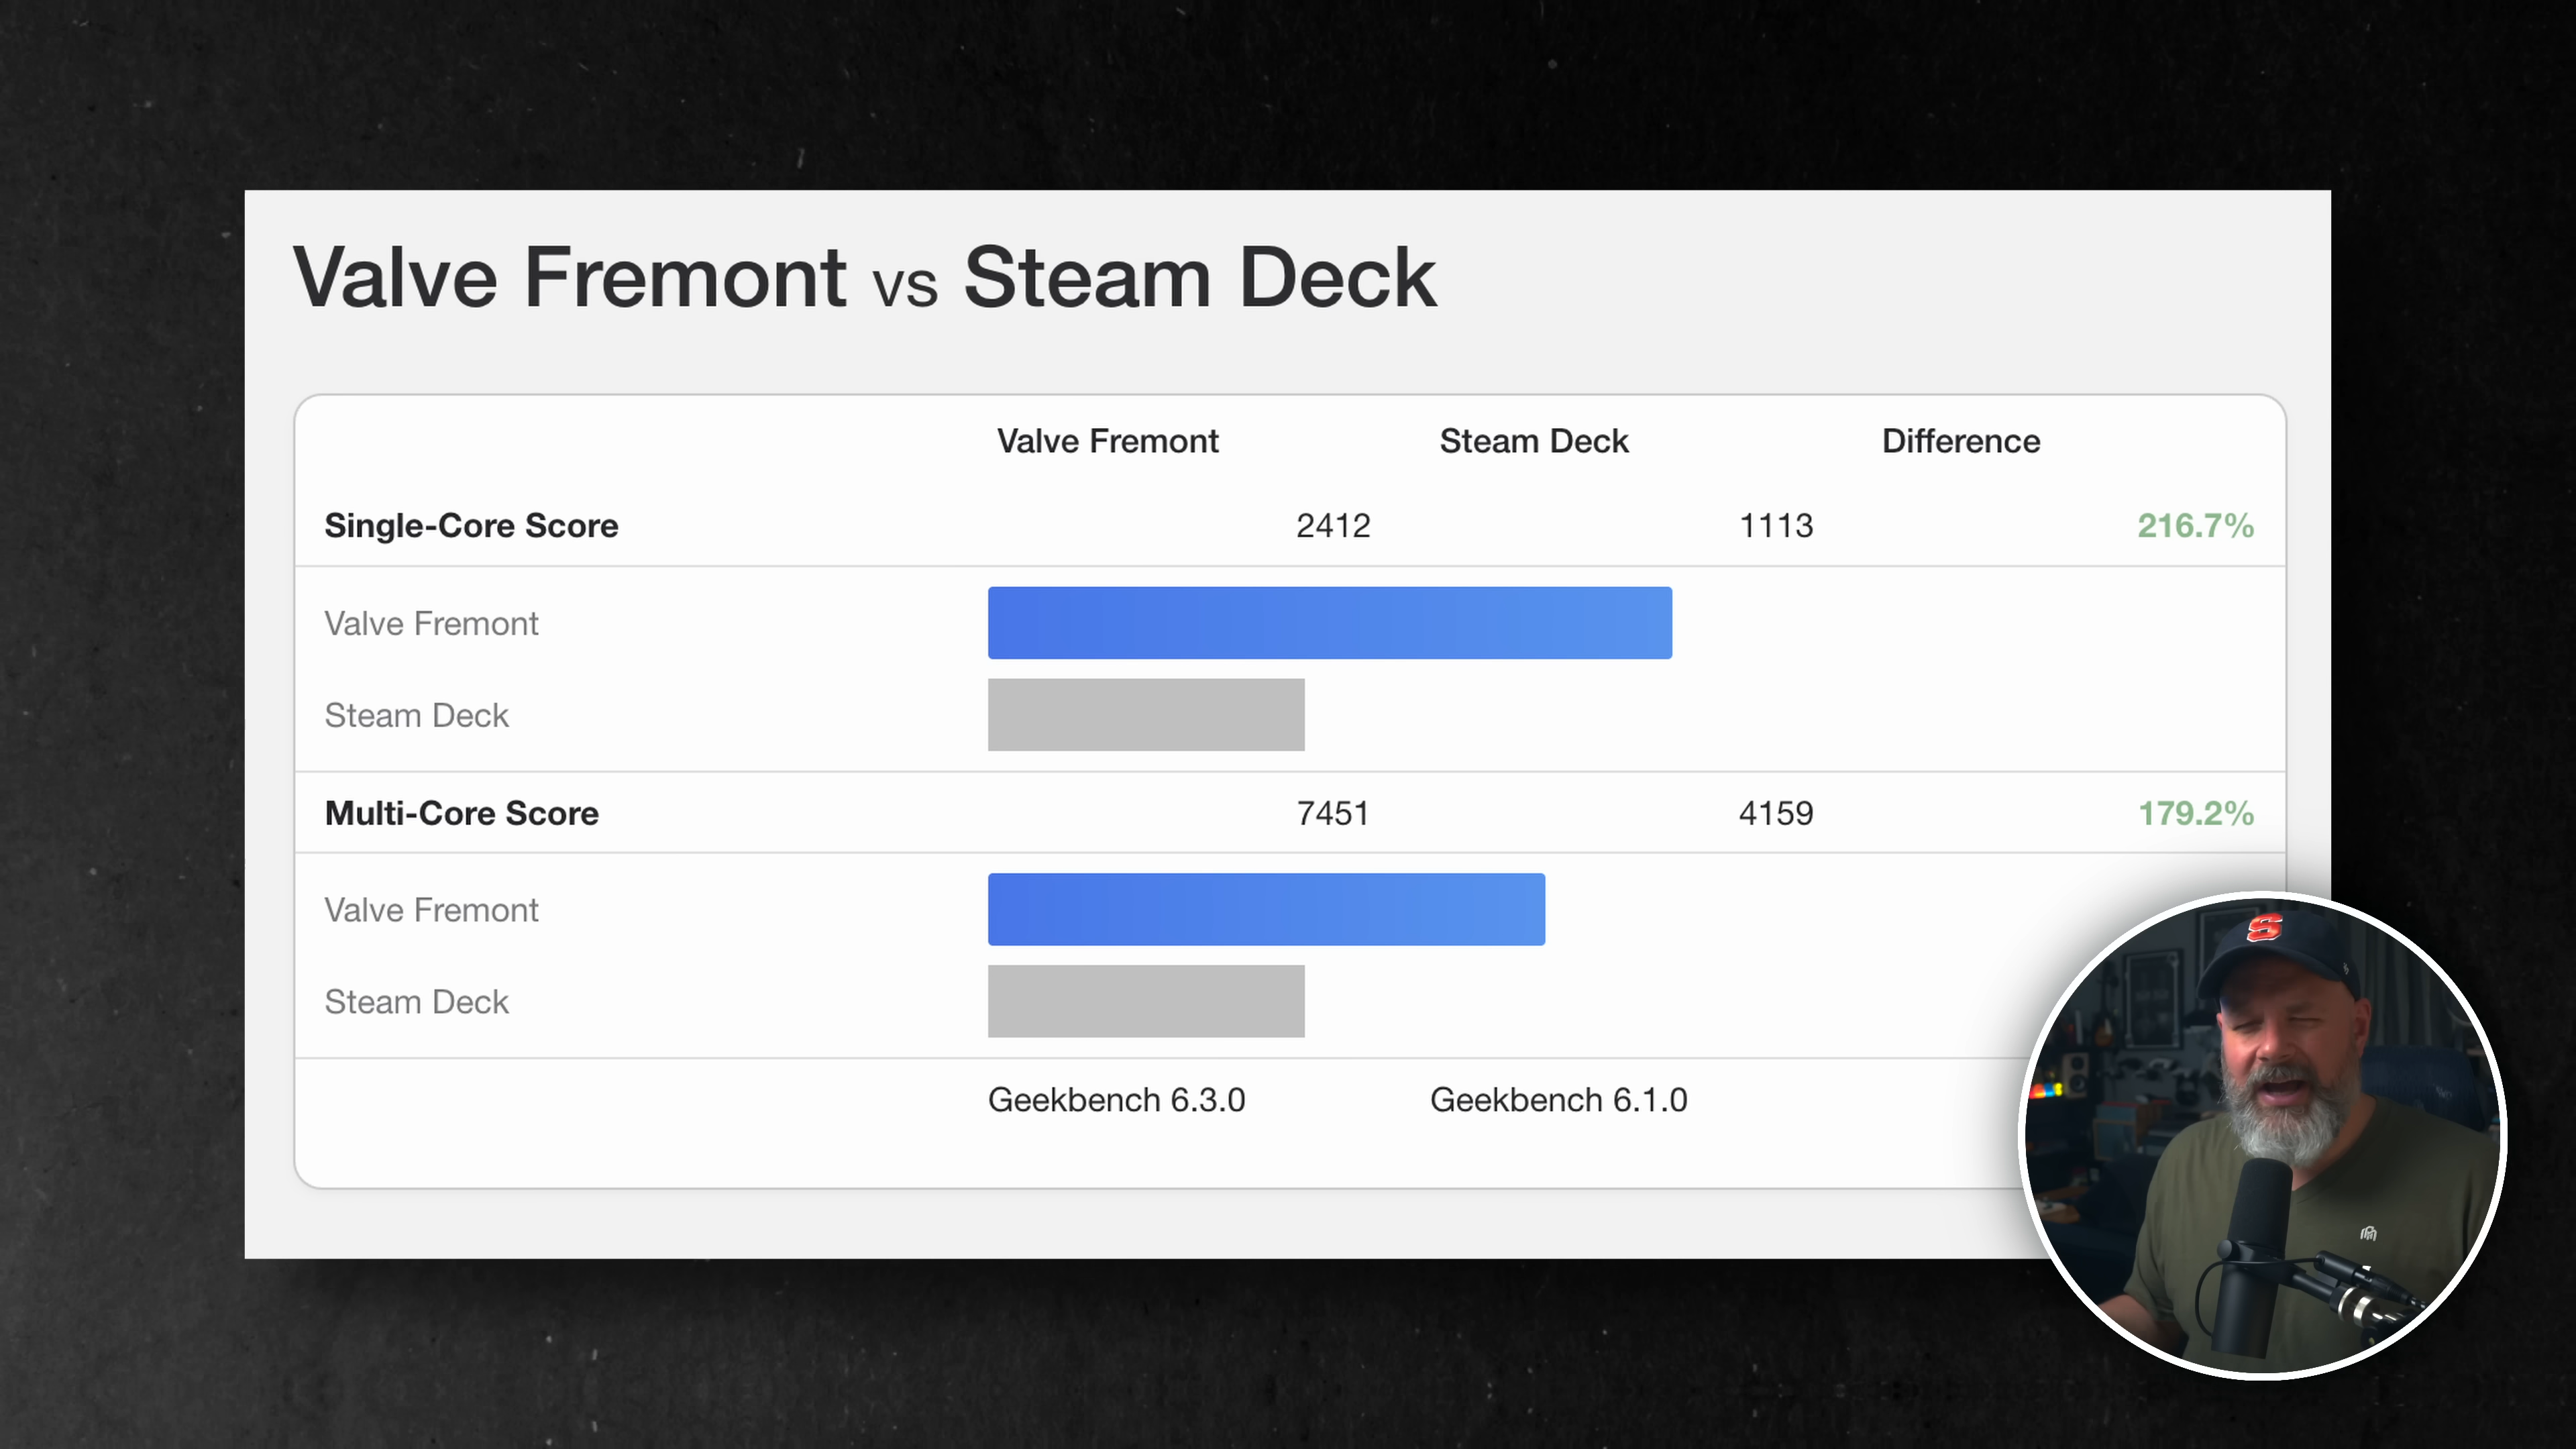 Valve Fremont vs Steam Deck
Valve Fremont Steam Deck Difference
Single-Core Score 2412 1113 216.7%
Valve Fremont
Steam Deck
Multi-Core Score 7451 4159 179.2%
Valve Fremont
Steam Deck
Geekbench 6.3.0 Geekbench 6.1.0
S